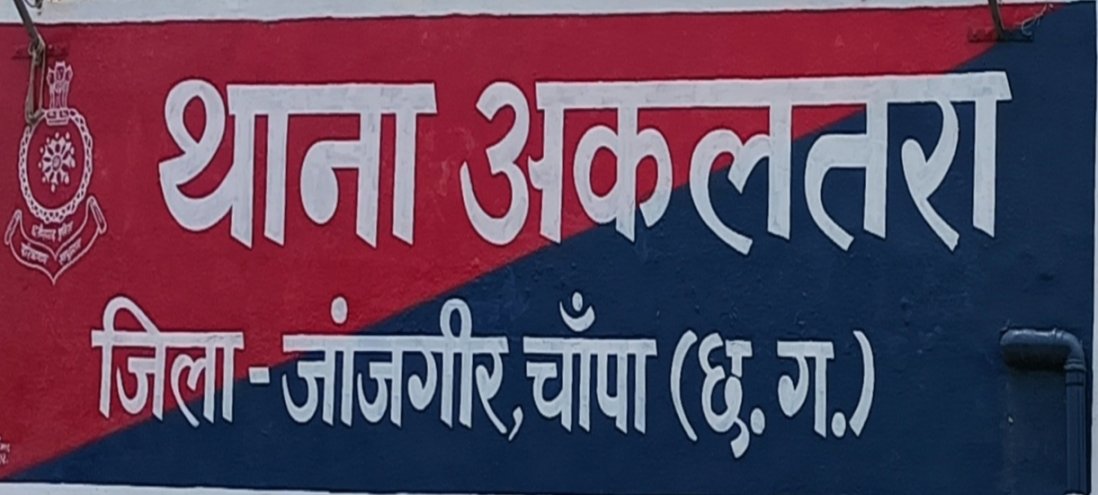 थाना अकलतरा
जिला - जांजगीर, चाँपा (छ. ग.)